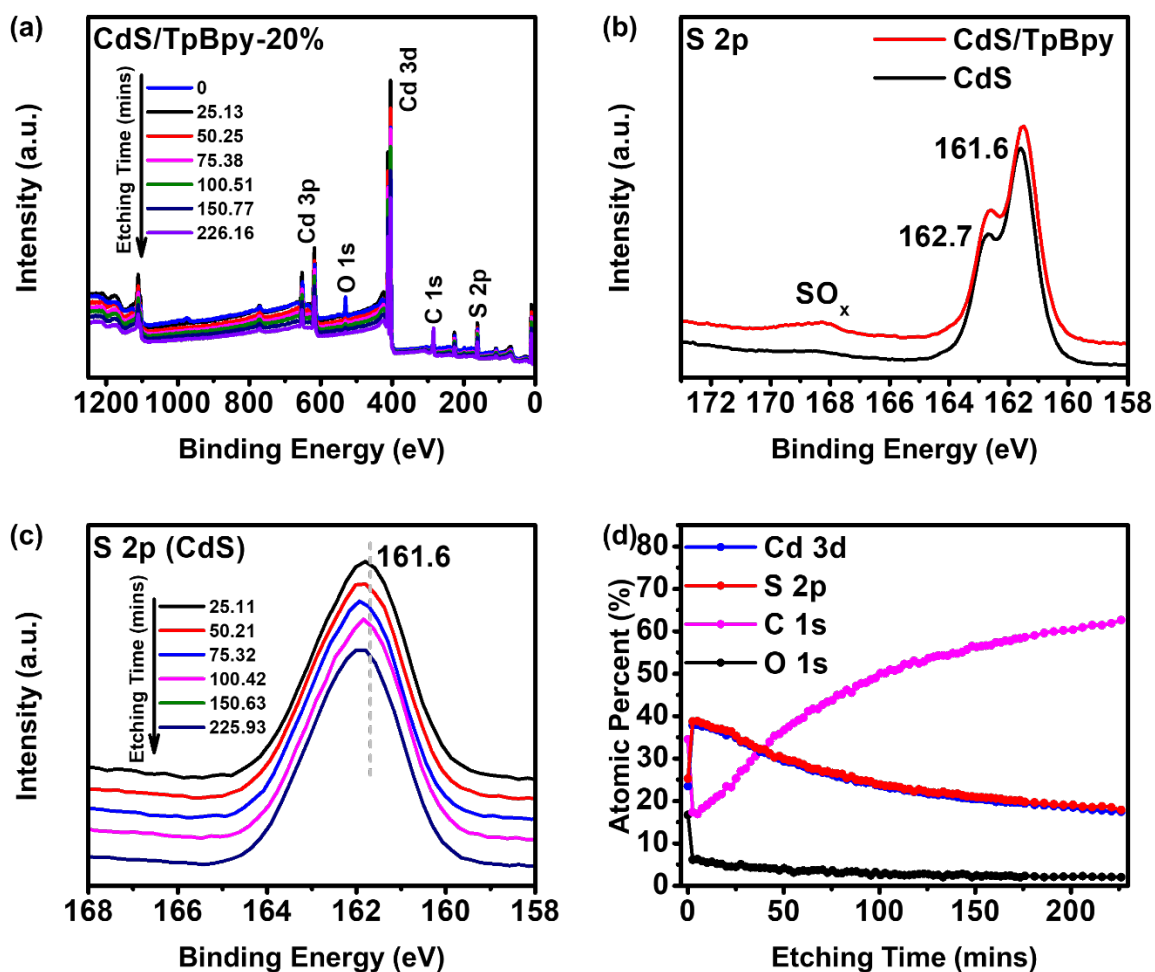 (a)
CdS/TpBpy-20%
Etching Time (mins)
0
25.13
50.25
75.38
100.51
150.77
226.16
Cd 3p
O 1s
Cd 3d
C 1s
S 2p
Intensity (a.u.)
1200 1000 800 600 400 200 0
Binding Energy (eV)
(b)
S 2p
CdS/TpBpy
CdS
161.6
162.7
SOx
Intensity (a.u.)
172 170 168 166 164 162 160 158
Binding Energy (eV)
(c)
S 2p (CdS)
161.6
Etching Time (mins)
25.11
50.21
75.32
100.42
150.63
225.93
Intensity (a.u.)
168 166 164 162 160 158
Binding Energy (eV)
(d)
Cd 3d
S 2p
C 1s
O 1s
Atomic Percent (%)
80
70
60
50
40
30
20
10
0
0 50 100 150 200
Etching Time (mins)